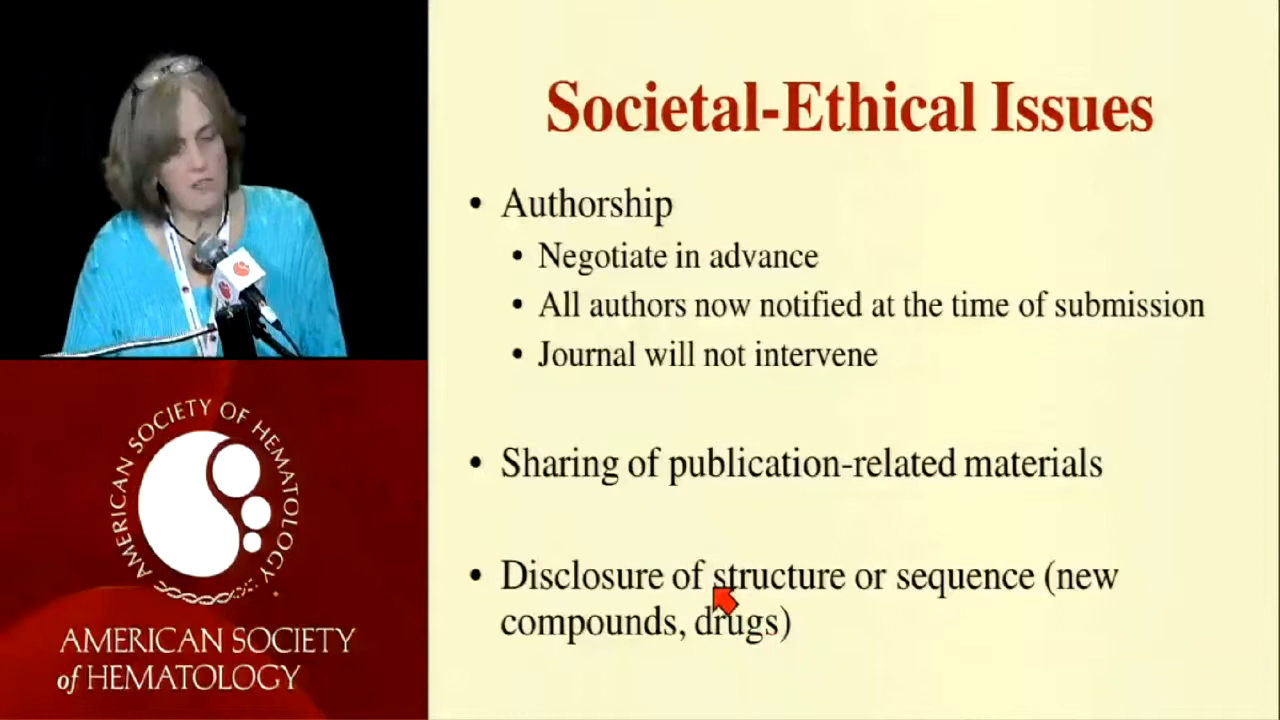 Societal-Ethical Issues
• Authorship
• Negotiate in advance
• All authors now notified at the time of submission
• Journal will not intervene
• Sharing of publication-related materials
• Disclosure of structure or sequence (new
compounds, drugs)
AMERICAN SOCIETY OF HEMATOLOGY
AMERICAN SOCIETY
of HEMATOLOGY